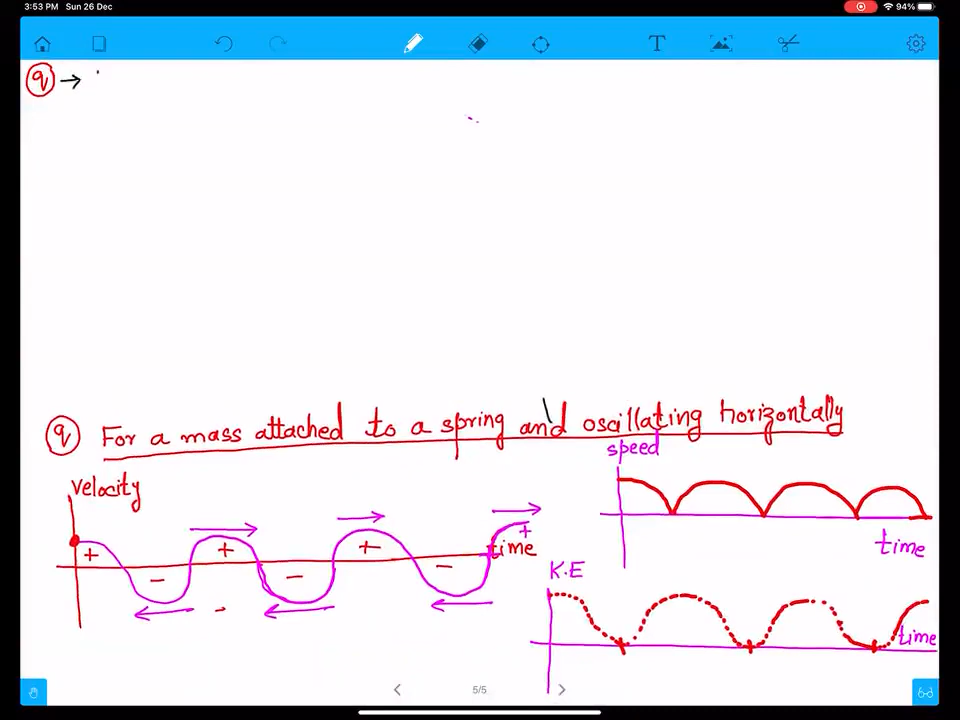 3:53 PM Sun 26 Dec
94%
T
q →
q For a mass attached to a spring and oscillating horizontally
speed
velocity
time
+ − + − + − +
time
K.E
time
5/5